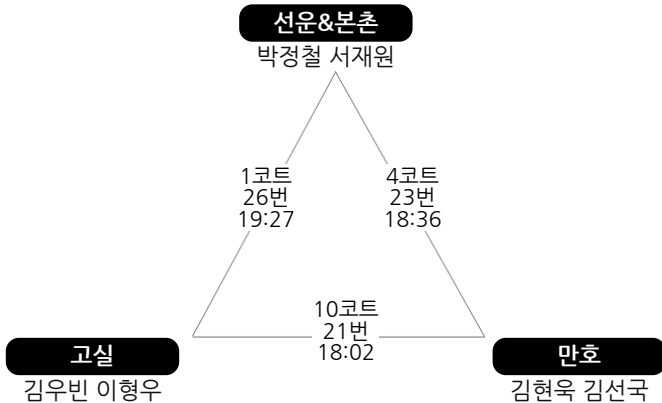 선운&본촌
박정철 서재원
1코트
26번
19:27
4코트
23번
18:36
10코트
21번
18:02
고실
김우빈 이형우
만호
김현욱 김선국